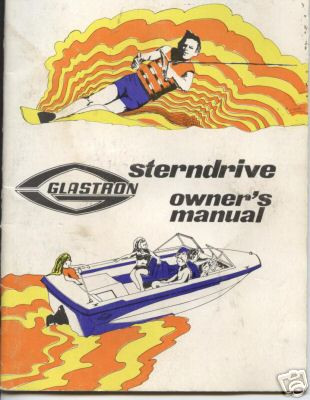 sterndrive
GLASTRON
owner's
manual